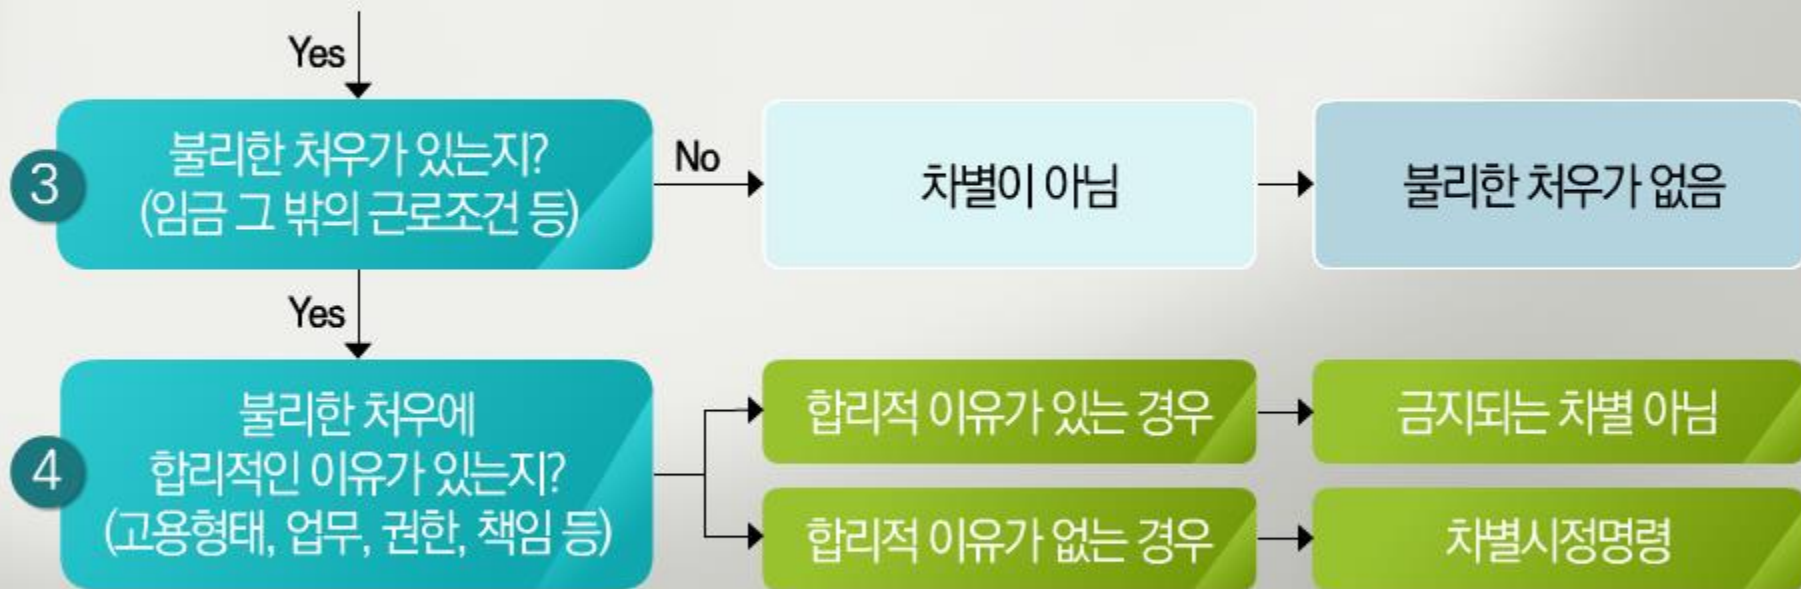 Yes
3
불리한 처우가 있는지?
(임금 그 밖의 근로조건 등)
No
차별이 아님
불리한 처우가 없음
Yes
4
불리한 처우에
합리적인 이유가 있는지?
(고용형태, 업무, 권한, 책임 등)
합리적 이유가 있는 경우
금지되는 차별 아님
합리적 이유가 없는 경우
차별시정명령